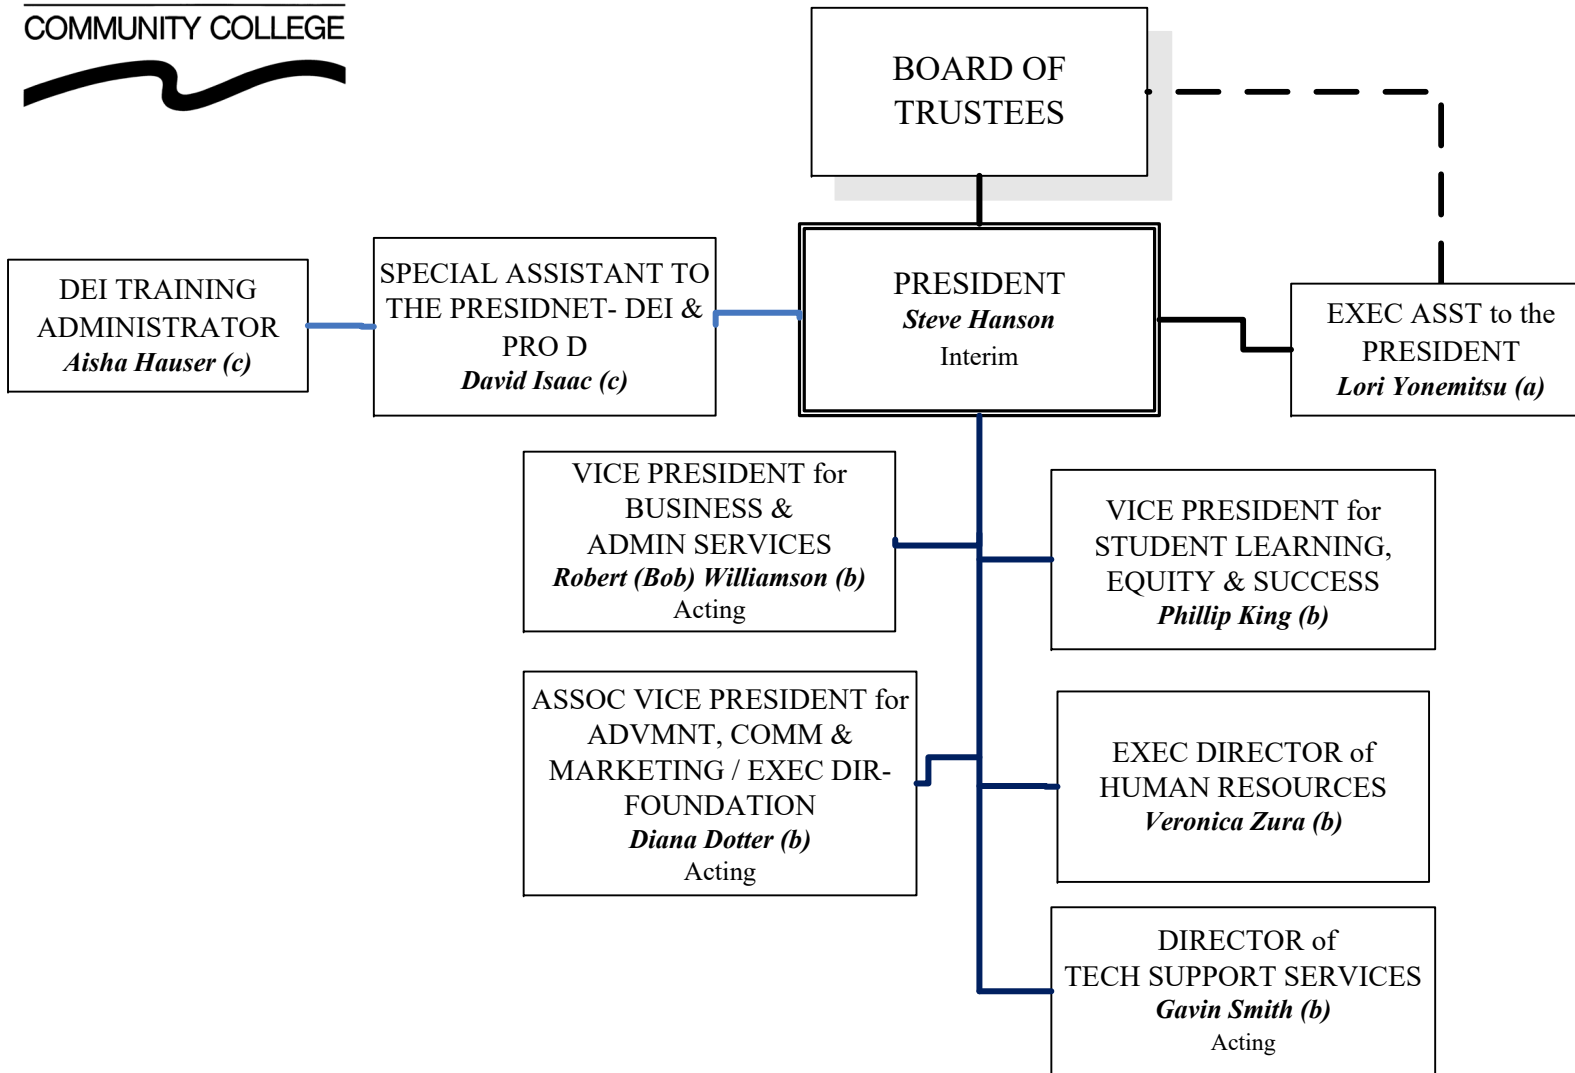 COMMUNITY COLLEGE
BOARD OF
TRUSTEES
DEI TRAINING
ADMINISTRATOR
Aisha Hauser (c)
SPECIAL ASSISTANT TO
THE PRESIDNET- DEI &
PRO D
David Isaac (c)
PRESIDENT
Steve Hanson
Interim
EXEC ASST to the
PRESIDENT
Lori Yonemitsu (a)
VICE PRESIDENT for
BUSINESS &
ADMIN SERVICES
Robert (Bob) Williamson (b)
Acting
VICE PRESIDENT for
STUDENT LEARNING,
EQUITY & SUCCESS
Phillip King (b)
ASSOC VICE PRESIDENT for
ADVMNT, COMM &
MARKETING / EXEC DIR-
FOUNDATION
Diana Dotter (b)
Acting
EXEC DIRECTOR of
HUMAN RESOURCES
Veronica Zura (b)
DIRECTOR of
TECH SUPPORT SERVICES
Gavin Smith (b)
Acting